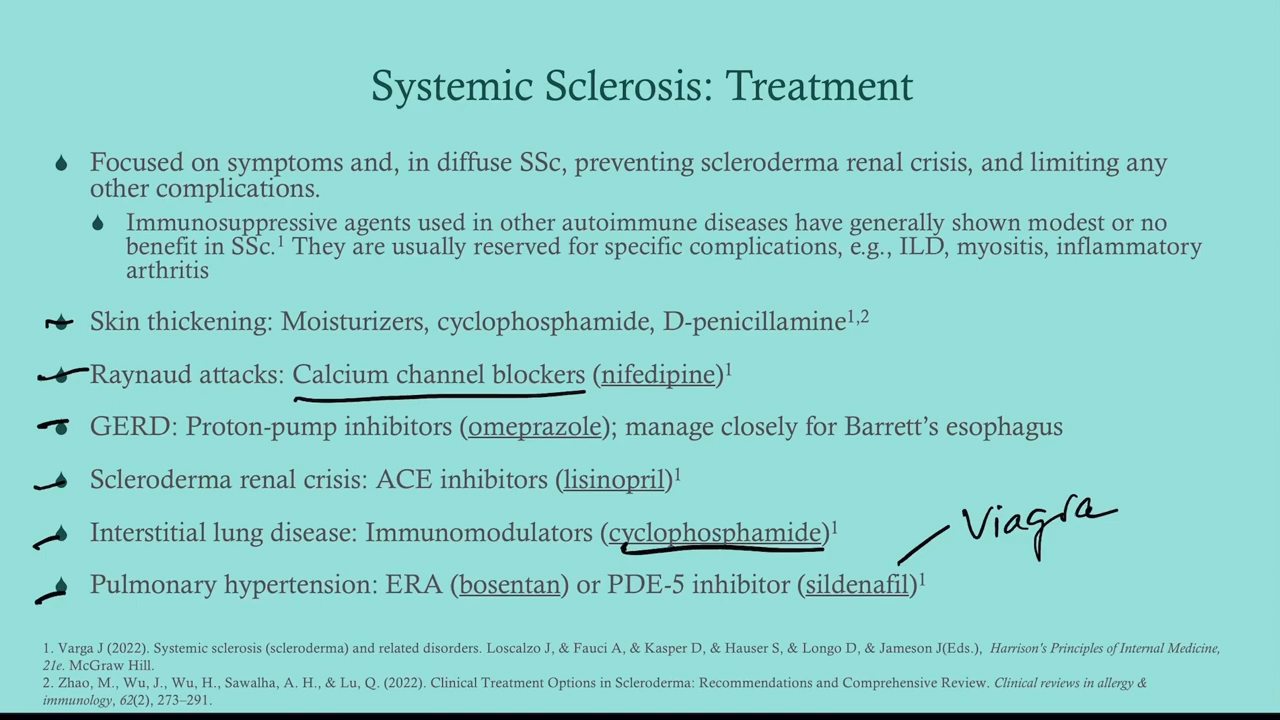 Systemic Sclerosis: Treatment
Focused on symptoms and, in diffuse SSc, preventing scleroderma renal crisis, and limiting any
other complications.
Immunosuppressive agents used in other autoimmune diseases have generally shown modest or no
benefit in SSc.1 They are usually reserved for specific complications, e.g., ILD, myositis, inflammatory
arthritis
Skin thickening: Moisturizers, cyclophosphamide, D-penicillamine1,2
Raynaud attacks: Calcium channel blockers (nifedipine)1
GERD: Proton-pump inhibitors (omeprazole); manage closely for Barrett’s esophagus
Scleroderma renal crisis: ACE inhibitors (lisinopril)1
Viagra
Interstitial lung disease: Immunomodulators (cyclophosphamide)1
Pulmonary hypertension: ERA (bosentan) or PDE-5 inhibitor (sildenafil)1
1. Varga J (2022). Systemic sclerosis (scleroderma) and related disorders. Loscalzo J, & Fauci A, & Kasper D, & Hauser S, & Longo D, & Jameson J(Eds.), Harrison’s Principles of Internal Medicine,
21e. McGraw Hill.
2. Zhao, M., Wu, J., Wu, H., Sawalha, A. H., & Lu, Q. (2022). Clinical Treatment Options in Scleroderma: Recommendations and Comprehensive Review. Clinical reviews in allergy &
immunology, 62(2), 273–291.